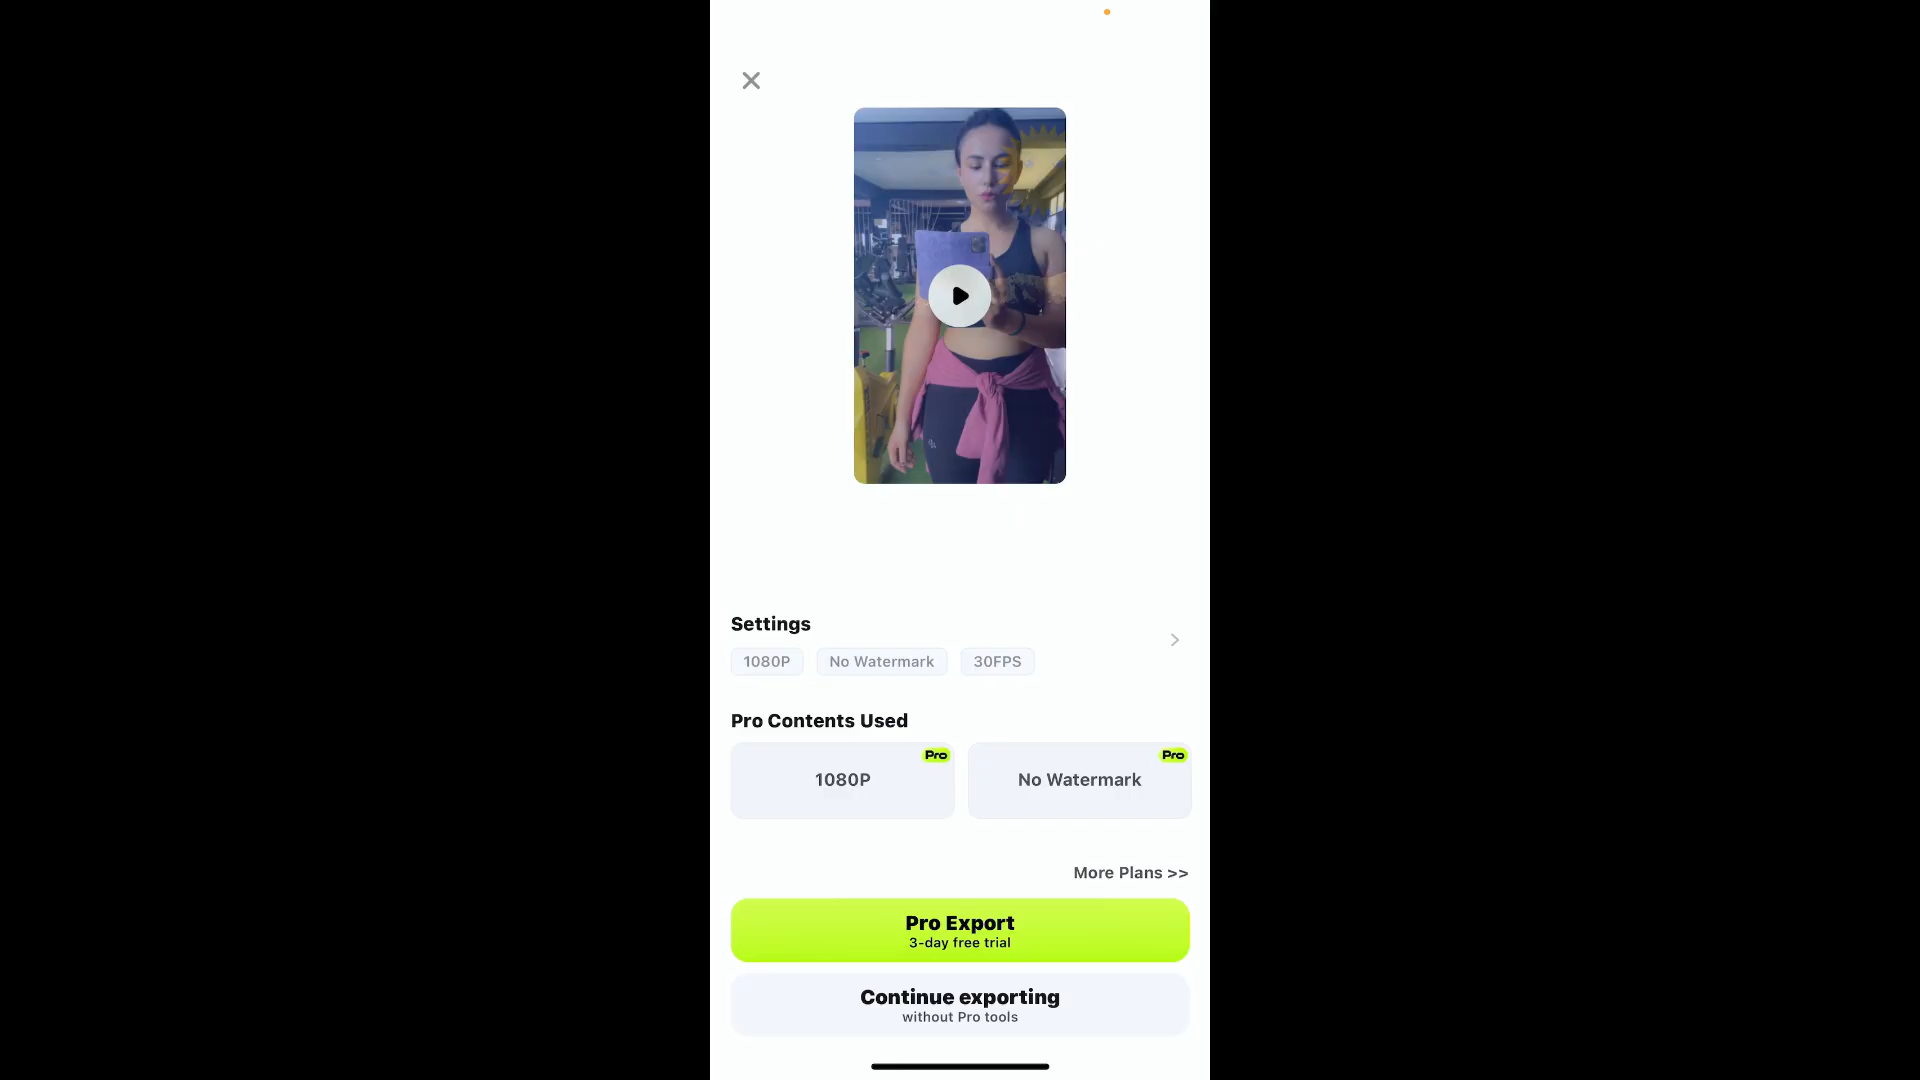 Settings
1080P No Watermark 30FPS
Pro Contents Used
Pro Pro
1080P No Watermark
More Plans >>
Pro Export
3-day free trial
Continue exporting
without Pro tools